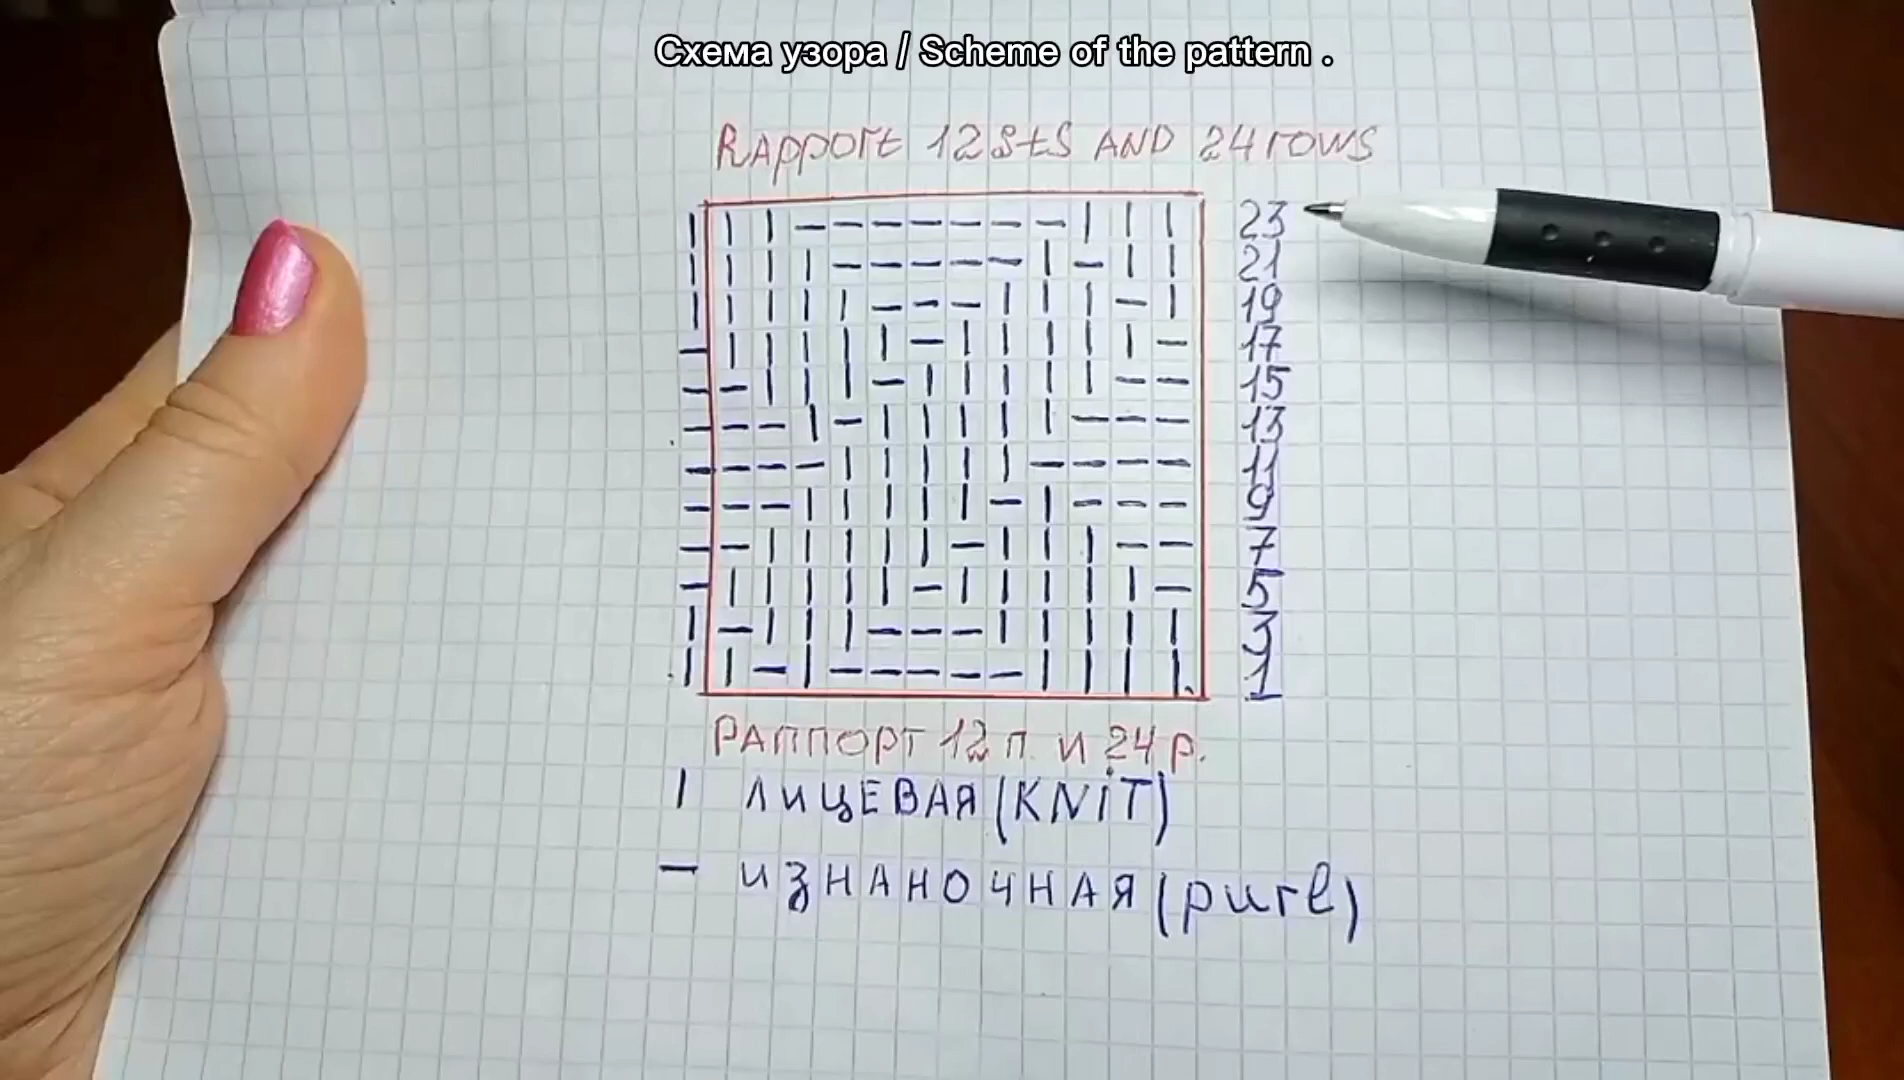 Схема узора / Scheme of the pattern .
RAppoRt 12 StS AND 24 rows
| | | – – – – – – – | | | 23
| | | | – – – – – | – | | 21
| | | | | – – – | | | – | 19
– | | | | | – | | | | | – 17
– – | | | – | | | | | – – 15
– – – | – | | | | | – – – 13
– – – – | | | | | – – – – 11
– – – | | | | | – | – – – 9
– – | | | | | – | | | – – 7
– | | | | | – | | | | | – 5
| – | | | – – – | | | | | 3
| | – | – – – – – | | | | 1
РАППОРТ 12 п. и 24 р.
| ЛИЦЕВАЯ (KNiT)
– ИЗНАНОЧНАЯ (purl)